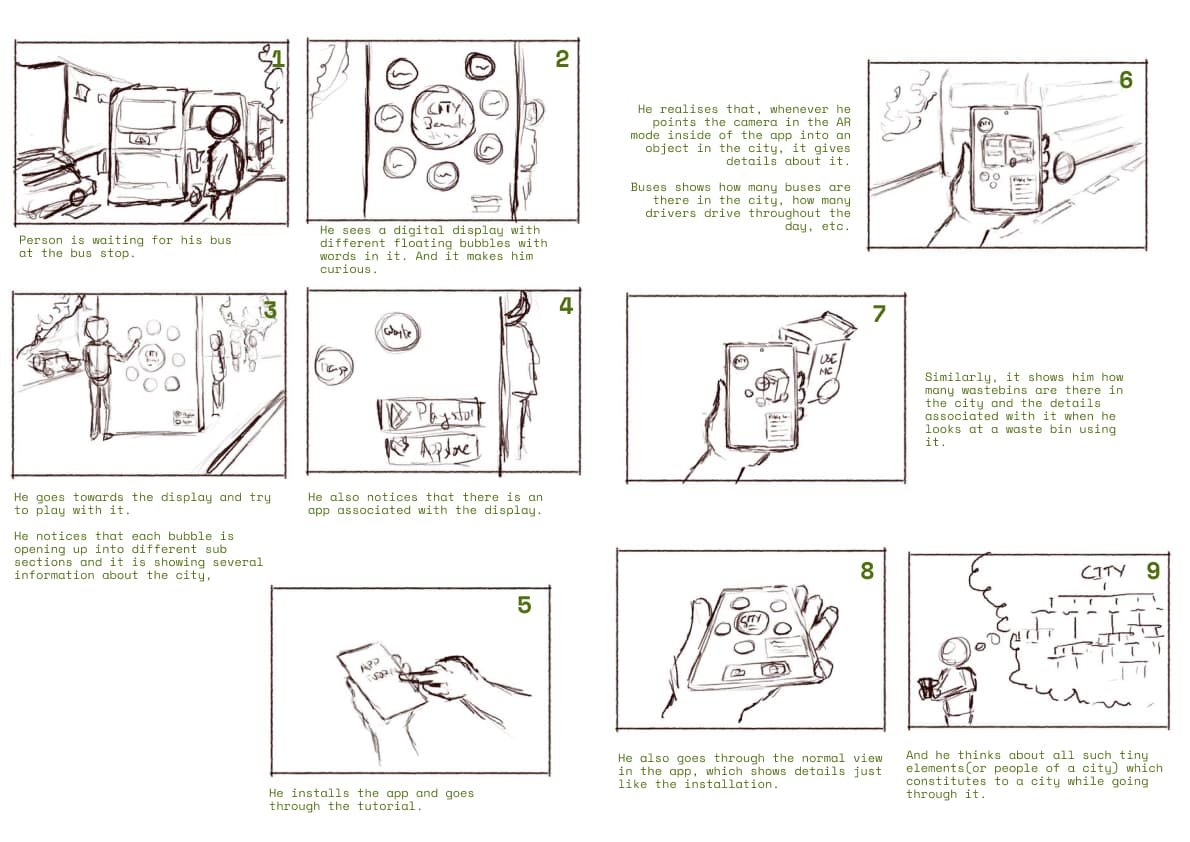 1
Person is waiting for his bus
at the bus stop.
2
CITY
He sees a digital display with
different floating bubbles with
words in it. And it makes him
curious.
3
He goes towards the display and try
to play with it.
He notices that each bubble is
opening up into different sub
sections and it is showing several
information about the city,
4
Playstor
Appstore
He also notices that there is an
app associated with the display.
5
APP
He installs the app and goes
through the tutorial.
6
He realises that, whenever he
points the camera in the AR
mode inside of the app into an
object in the city, it gives
details about it.
Buses shows how many buses are
there in the city, how many
drivers drive throughout the
day, etc.
7
USE
ME
Similarly, it shows him how
many wastebins are there in
the city and the details
associated with it when he
looks at a waste bin using
it.
8
CITY
He also goes through the normal view
in the app, which shows details just
like the installation.
9
CITY
And he thinks about all such tiny
elements(or people of a city) which
constitutes to a city while going
through it.